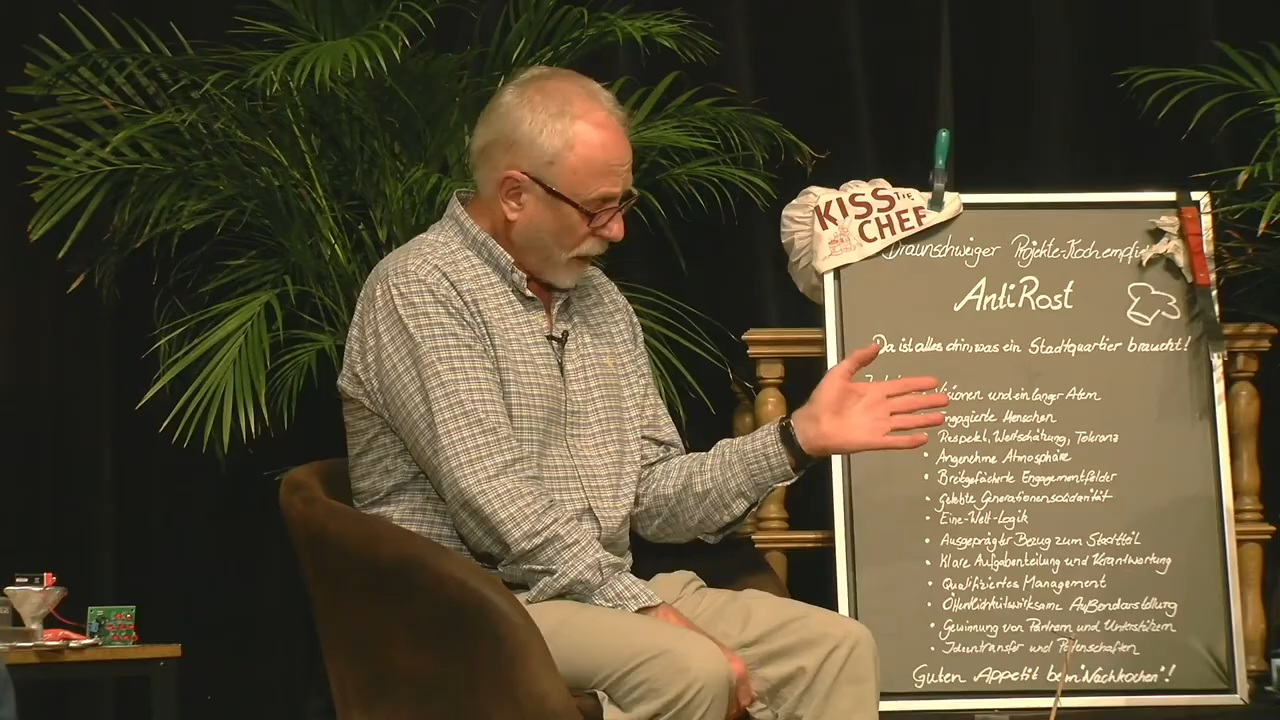 KISS THE
CHEF
Braunschweiger Projekte-Kochempf
AntiRost
Da ist alles drin, was ein Stadtquartier braucht!
Visionen und ein langer Atem
Engagierte Menschen
• Respekt, Wertschätzung, Toleranz
• Angenehme Atmosphäre
• Breitgefächerte Engagementfelder
• Gelebte Generationensolidarität
• Eine-Welt-Logik
• Ausgeprägter Bezug zum Stadtteil
• Klare Aufgabenteilung und Verantwortung
• Qualifiziertes Management
• Öffentlichkeitswirksame Außendarstellung
• Gewinnung von Partnern und Unterstützern
• Ideentransfer und Patenschaften
Guten Appetit beim "Nachkochen"!